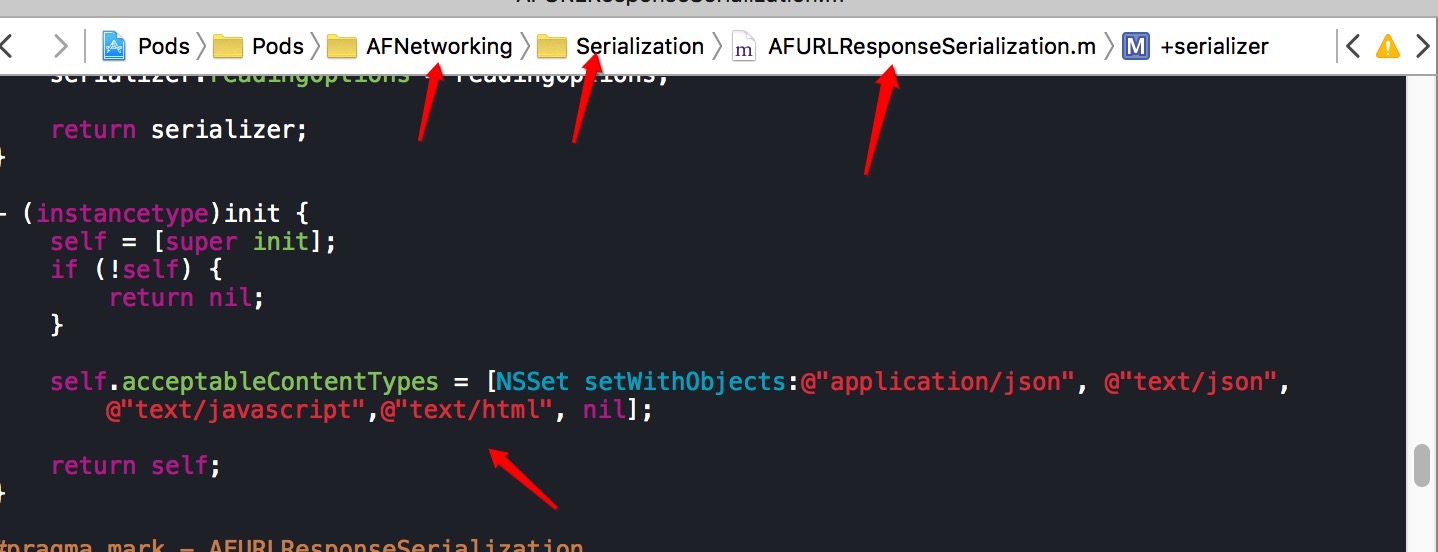 Pods Pods AFNetworking Serialization m AFURLResponseSerialization.m M +serializer
return serializer;
}
- (instancetype)init {
self = [super init];
if (!self) {
return nil;
}
self.acceptableContentTypes = [NSSet setWithObjects:@"application/json", @"text/json",
@"text/javascript",@"text/html", nil];
return self;
}
#pragma mark - AFURLResponseSerialization